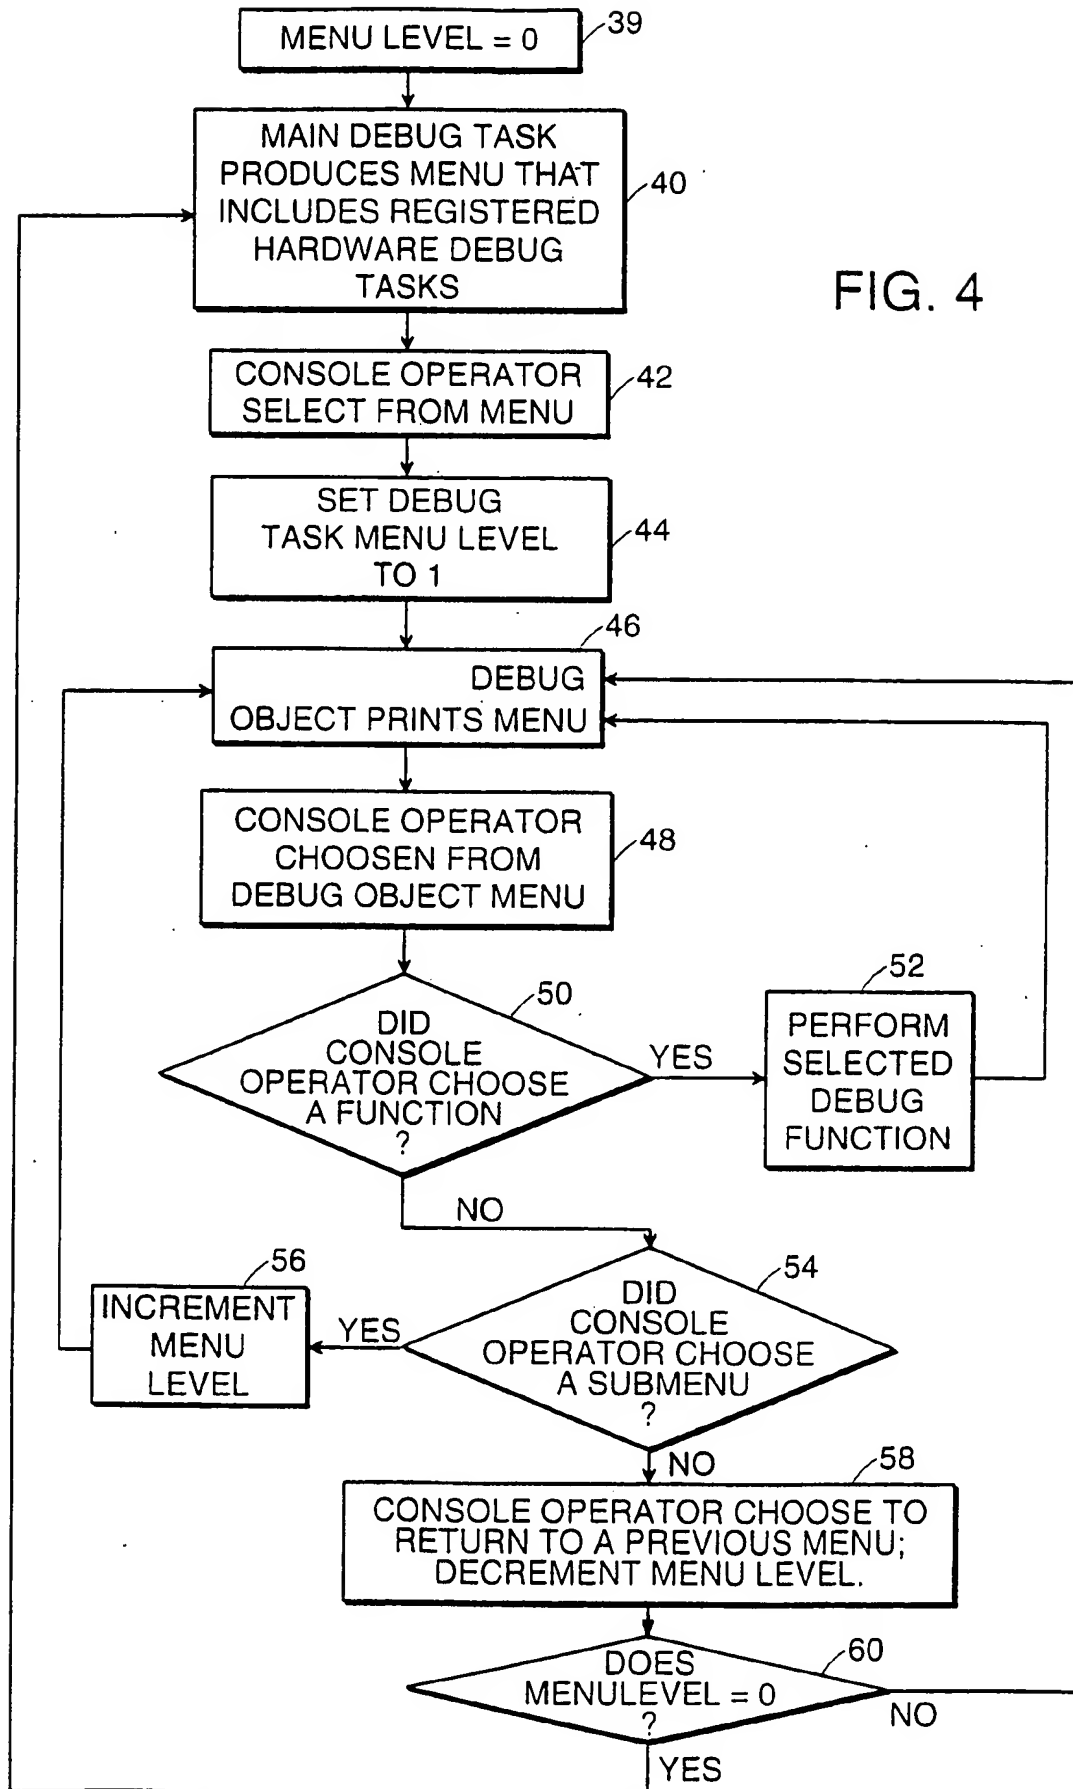 MENU LEVEL = 0
39
MAIN DEBUG TASK
PRODUCES MENU THAT
INCLUDES REGISTERED
HARDWARE DEBUG
TASKS
40
FIG. 4
CONSOLE OPERATOR
SELECT FROM MENU
42
SET DEBUG
TASK MENU LEVEL
TO 1
44
46
DEBUG
OBJECT PRINTS MENU
CONSOLE OPERATOR
CHOOSEN FROM
DEBUG OBJECT MENU
48
50
DID
CONSOLE
OPERATOR CHOOSE
A FUNCTION
?
YES
52
PERFORM
SELECTED
DEBUG
FUNCTION
NO
54
DID
CONSOLE
OPERATOR CHOOSE
A SUBMENU
?
YES
56
INCREMENT
MENU
LEVEL
NO
58
CONSOLE OPERATOR CHOOSE TO
RETURN TO A PREVIOUS MENU;
DECREMENT MENU LEVEL.
60
DOES
MENULEVEL = 0
?
NO
YES